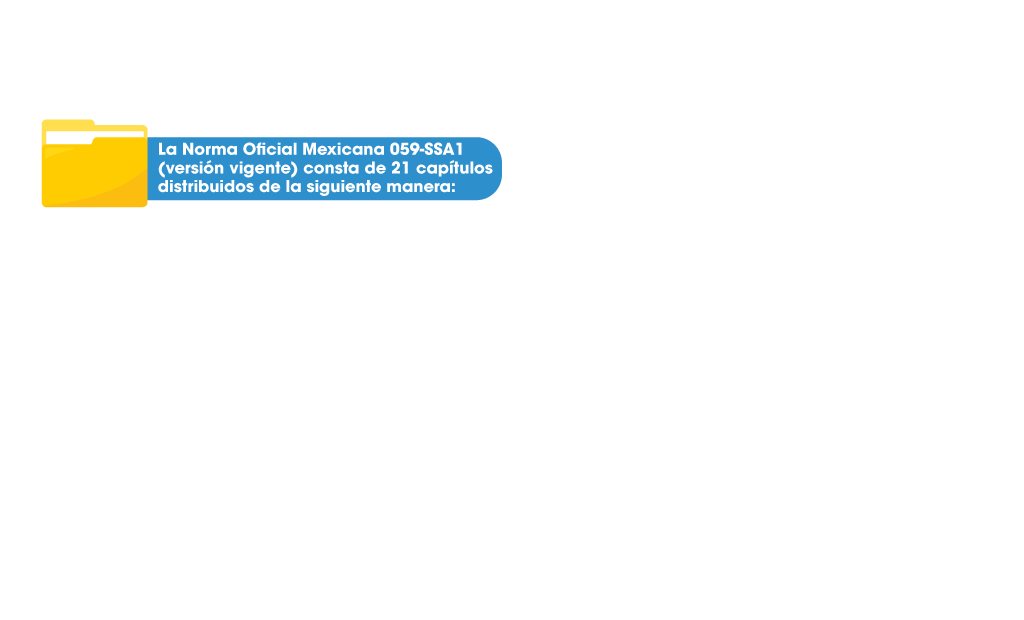 La Norma Oficial Mexicana 059-SSA1
(versión vigente) consta de 21 capítulos
distribuidos de la siguiente manera: